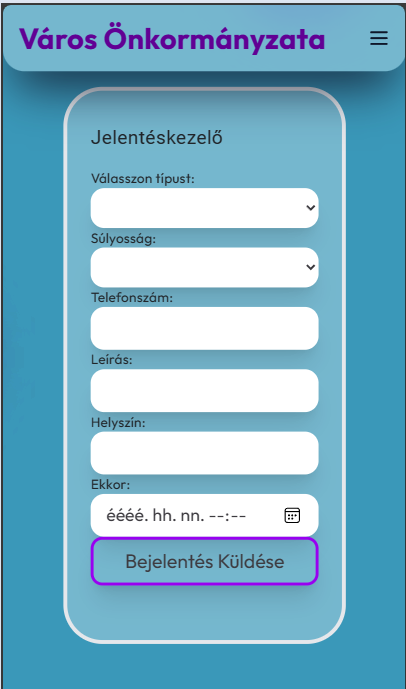 Város Önkormányzata
Jelentéskezelő
Válasszon típust:
Súlyosság:
Telefonszám:
Leírás:
Helyszín:
Ekkor:
éééé. hh. nn. --:--
Bejelentés Küldése